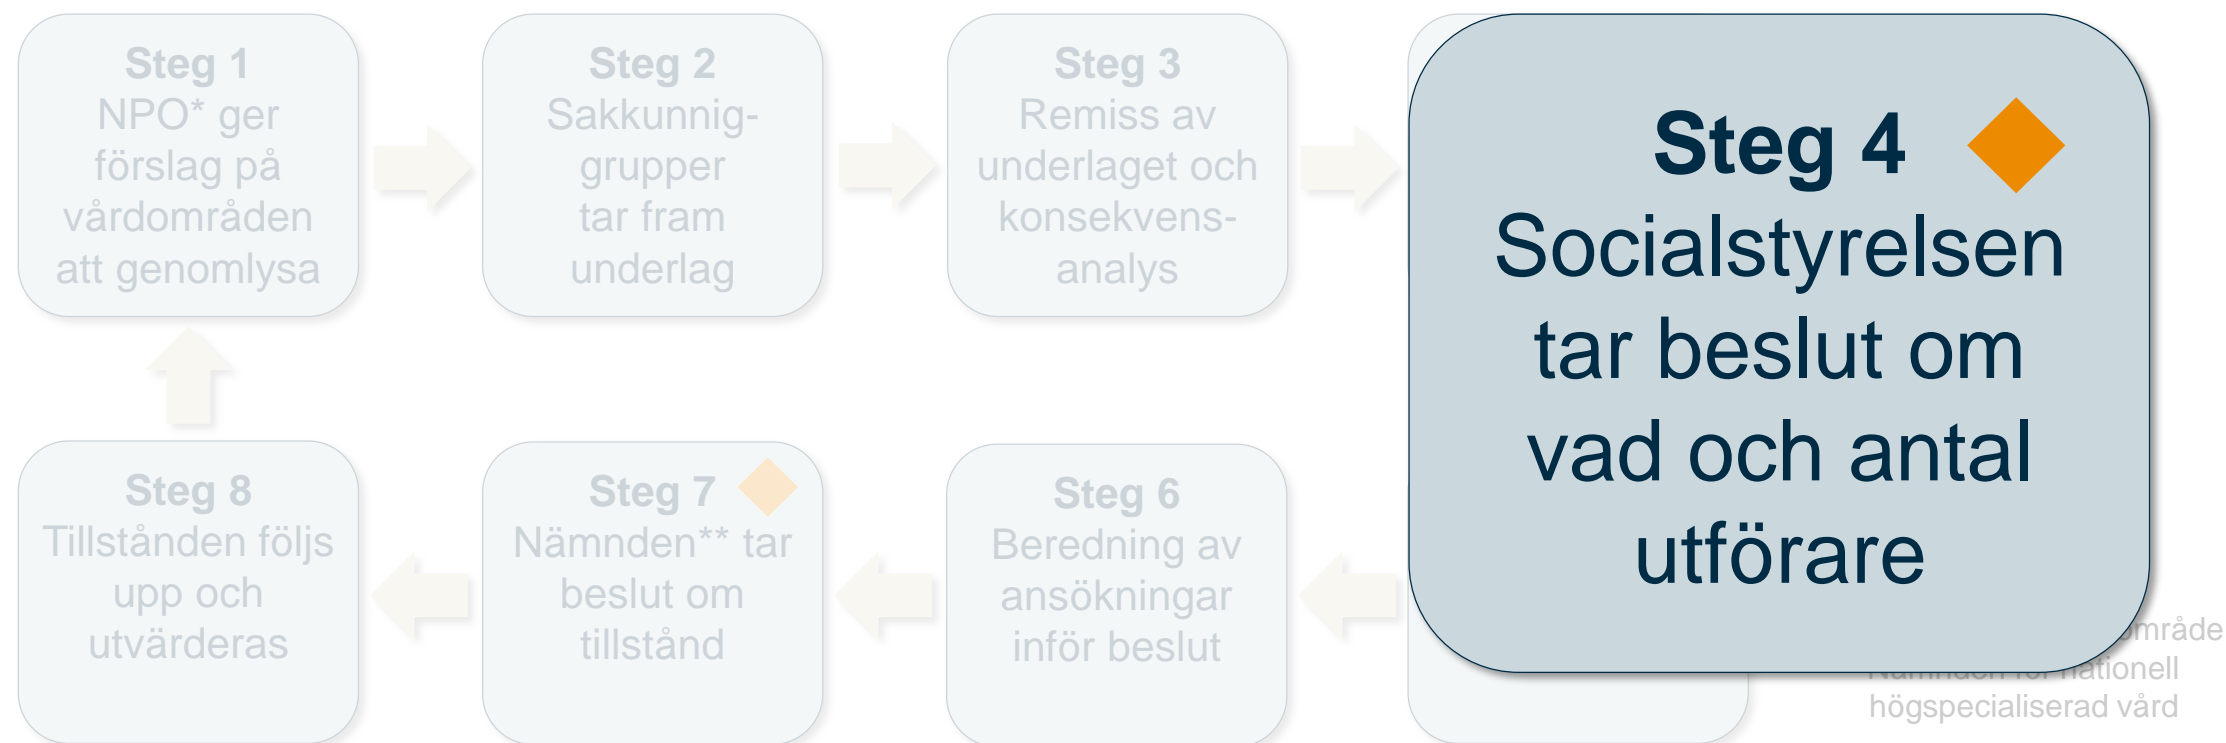 Steg 1
NPO* ger
förslag på
vårdområden
att genomlysa
Steg 2
Sakkunnig-
grupper
tar fram
underlag
Steg 3
Remiss av
underlaget och
konsekvens-
analys
Steg 4
Socialstyrelsen
tar beslut om
vad och antal
utförare
Steg 8
Tillstånden följs
upp och
utvärderas
Steg 7
Nämnden** tar
beslut om
tillstånd
Steg 6
Beredning av
ansökningar
inför beslut
område
nationell
högspecialiserad vård